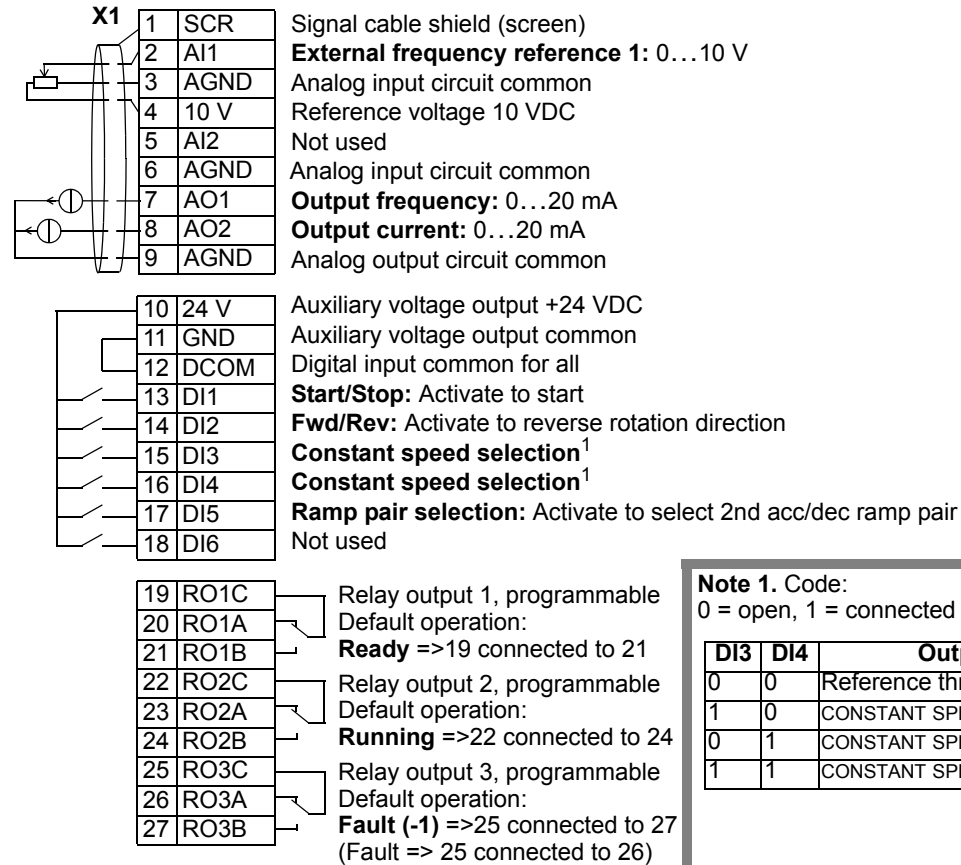 X1
1 SCR Signal cable shield (screen)
2 AI1 External frequency reference 1: 0…10 V
3 AGND Analog input circuit common
4 10 V Reference voltage 10 VDC
5 AI2 Not used
6 AGND Analog input circuit common
7 AO1 Output frequency: 0…20 mA
8 AO2 Output current: 0…20 mA
9 AGND Analog output circuit common
10 24 V Auxiliary voltage output +24 VDC
11 GND Auxiliary voltage output common
12 DCOM Digital input common for all
13 DI1 Start/Stop: Activate to start
14 DI2 Fwd/Rev: Activate to reverse rotation direction
15 DI3 Constant speed selection1
16 DI4 Constant speed selection1
17 DI5 Ramp pair selection: Activate to select 2nd acc/dec ramp pair
18 DI6 Not used
19 RO1C Relay output 1, programmable
20 RO1A Default operation:
21 RO1B Ready =>19 connected to 21
22 RO2C Relay output 2, programmable
23 RO2A Default operation:
24 RO2B Running =>22 connected to 24
25 RO3C Relay output 3, programmable
26 RO3A Default operation:
27 RO3B Fault (-1) =>25 connected to 27
(Fault => 25 connected to 26)
Note 1. Code:
0 = open, 1 = connected
DI3 DI4
0 0 Reference
1 0 CONSTANT
0 1 CONSTANT
1 1 CONSTANT